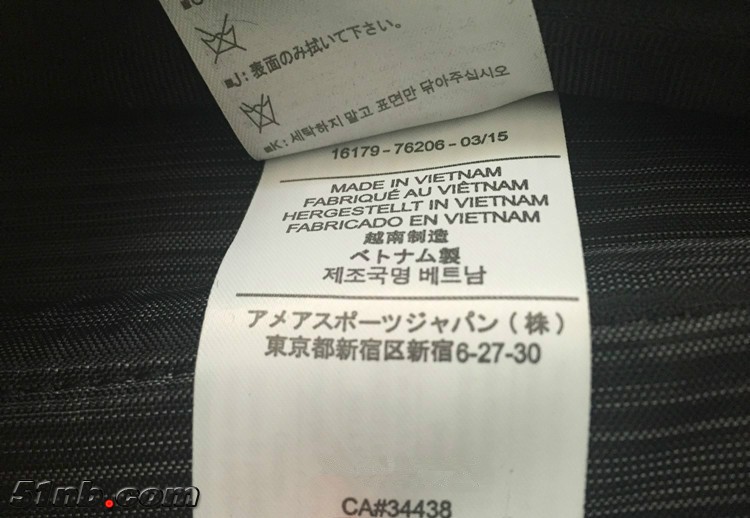 ■J：表面のみ拭いて下さい。
■K：세탁하지 말고 표면만 닦아주십시오
16179-76206-03/15
MADE IN VIETNAM
FABRIQUÉ AU VIÊTNAM
HERGESTELLT IN VIETNAM
FABRICADO EN VIETNAM
越南制造
ベトナム製
제조국명 베트남
アメアスポーツジャパン（株）
東京都新宿区新宿6-27-30
CA#34438
51nb.com